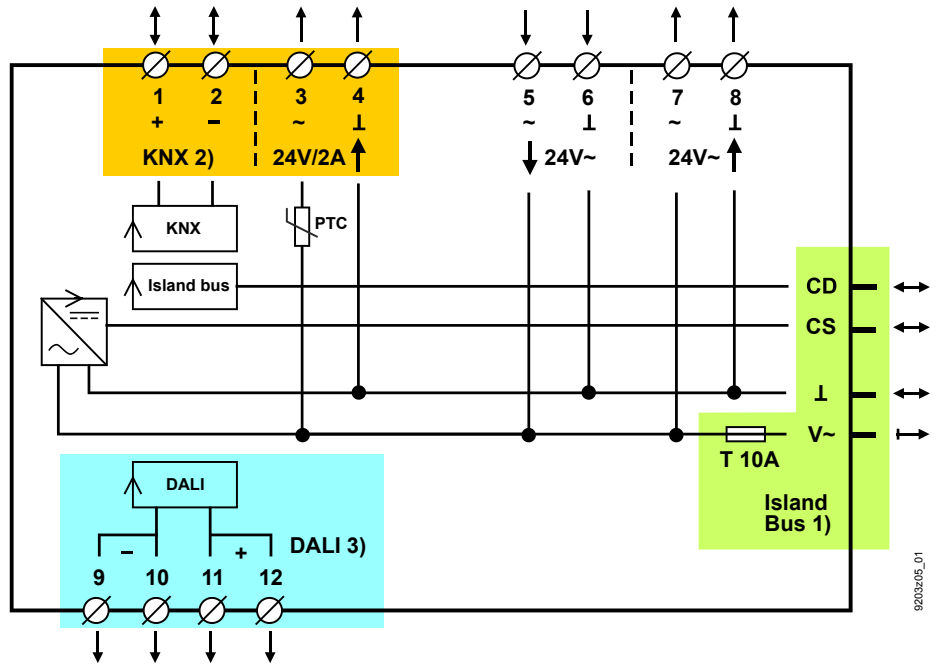 1 2 3 4 5 6 7 8
+ − ~ ⊥ ~ ⊥ ~ ⊥
KNX 2) 24V/2A 24V~ 24V~
KNX
PTC
Island bus
CD
CS
⊥
V~
T 10A
Island
Bus 1)
DALI
− +
DALI 3)
9 10 11 12
9203z05_01